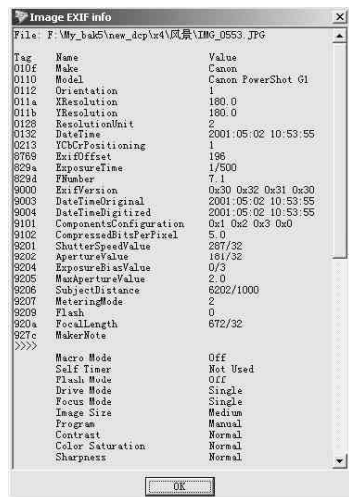 Image EXIF info
File: F:\My_bak5\new_dcp\x4\风景\IMG_0553.JPG
Tag Name Value
010f Make Canon
0110 Model Canon PowerShot G1
0112 Orientation 1
011a XResolution 180.0
011b YResolution 180.0
0128 ResolutionUnit 2
0132 DateTime 2001:05:02 10:53:55
0213 YCbCrPositioning 1
8769 ExifOffset 196
829a ExposureTime 1/500
829d FNumber 7.1
9000 ExifVersion 0x30 0x32 0x31 0x30
9003 DateTimeOriginal 2001:05:02 10:53:55
9004 DateTimeDigitized 2001:05:02 10:53:55
9101 ComponentsConfiguration 0x1 0x2 0x3 0x0
9102 CompressedBitsPerPixel 5.0
9201 ShutterSpeedValue 287/32
9202 ApertureValue 181/32
9204 ExposureBiasValue 0/3
9205 MaxApertureValue 2.0
9206 SubjectDistance 6202/1000
9207 MeteringMode 2
9209 Flash 0
920a FocalLength 672/32
927c MakerNote
>>>>
Macro Mode Off
Self Timer Not Used
Flash Mode Off
Drive Mode Single
Focus Mode Single
Image Size Medium
Program Manual
Contrast Normal
Color Saturation Normal
Sharpness Normal
OK